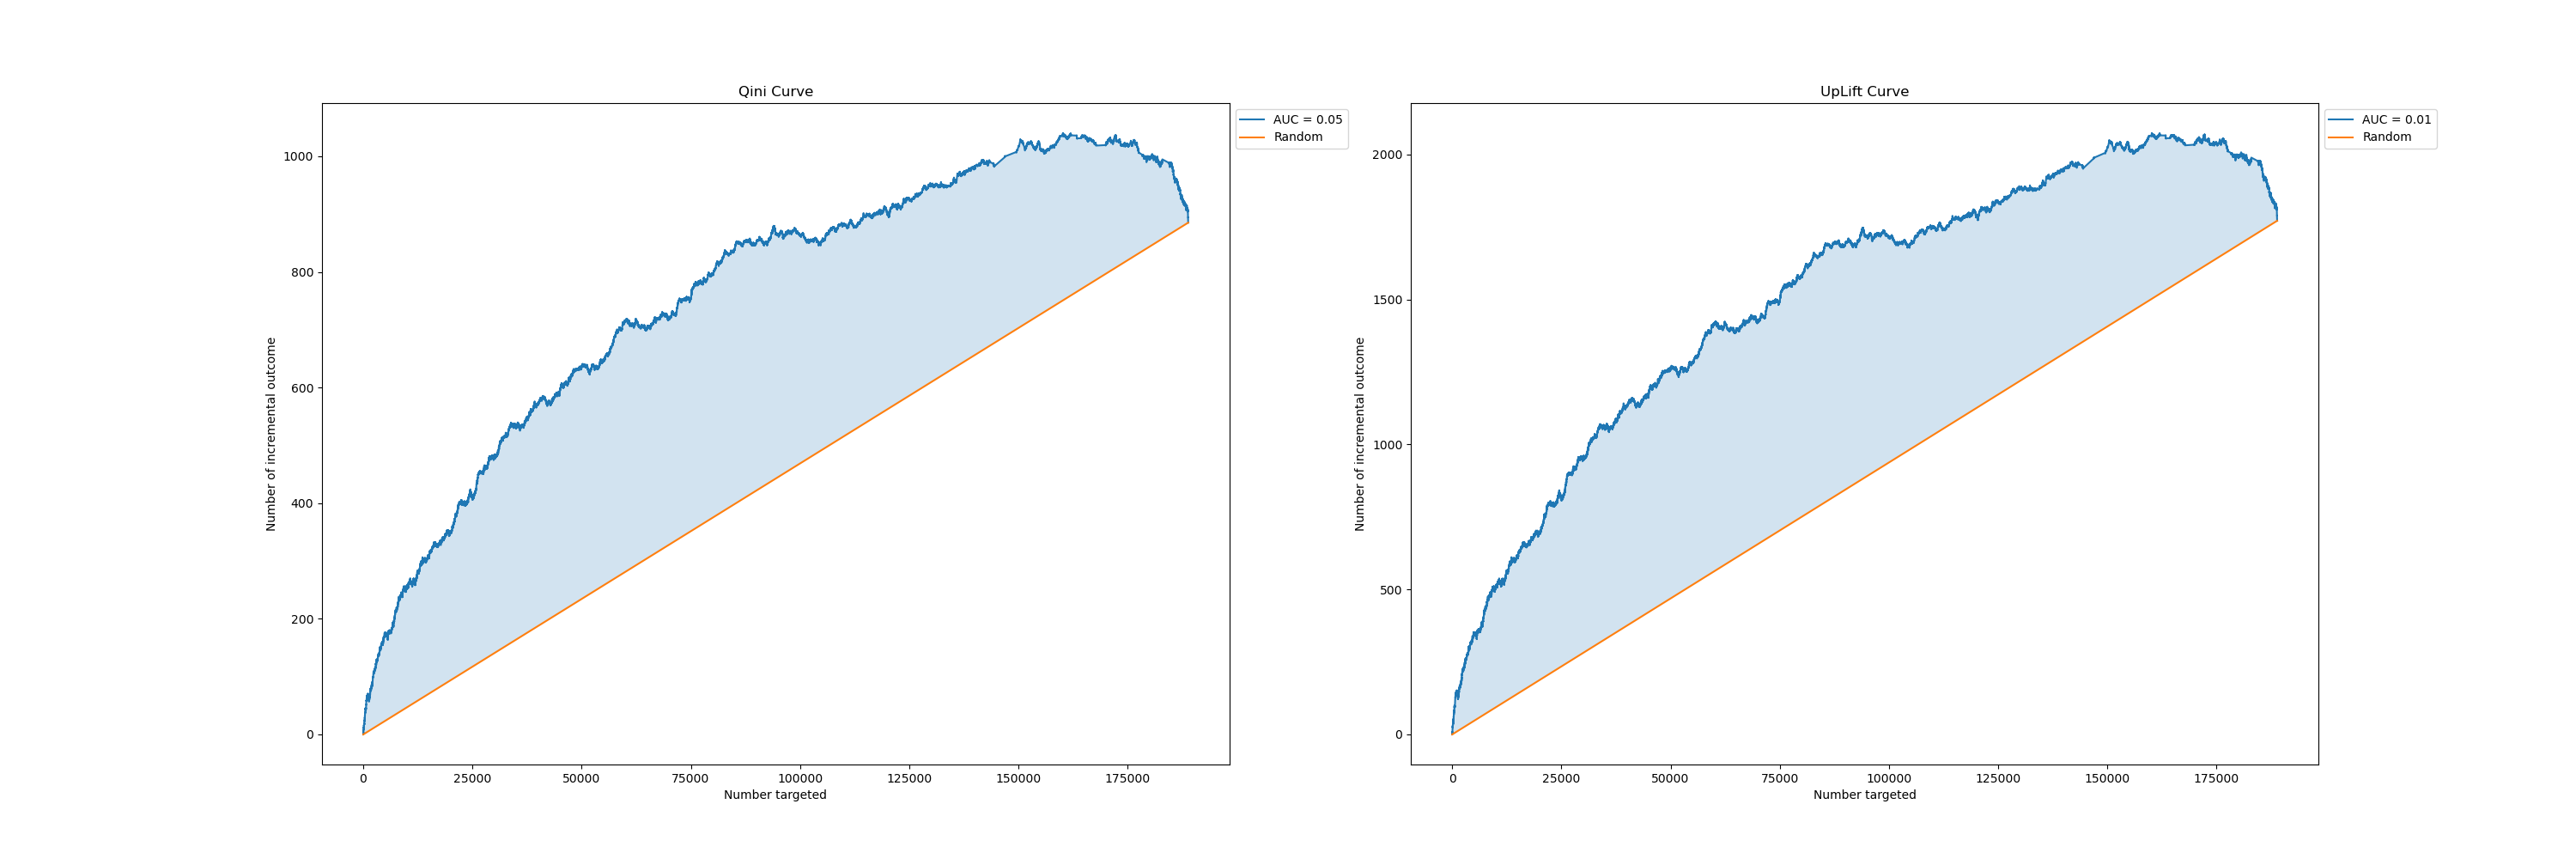 Qini Curve
AUC = 0.05
Random
1000
800
600
400
200
0
Number of incremental outcome
0 25000 50000 75000 100000 125000 150000 175000
Number targeted
UpLift Curve
AUC = 0.01
Random
2000
1500
1000
500
0
Number of incremental outcome
0 25000 50000 75000 100000 125000 150000 175000
Number targeted